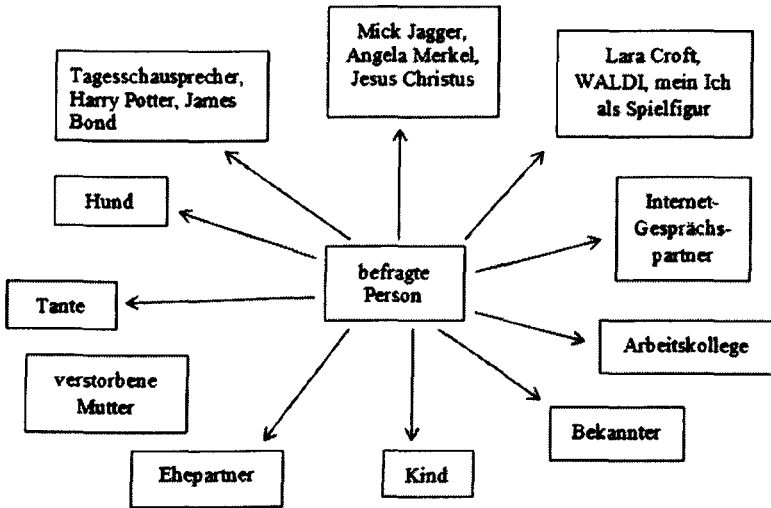 Mick Jagger,
Angela Merkel,
Jesus Christus
Tagesschausprecher,
Harry Potter, James
Bond
Lara Croft,
WALDI, mein Ich
als Spielfigur
Hund
Internet-
Gesprächs-
partner
befragte
Person
Tante
Arbeitskollege
verstorbene
Mutter
Bekannter
Ehepartner
Kind